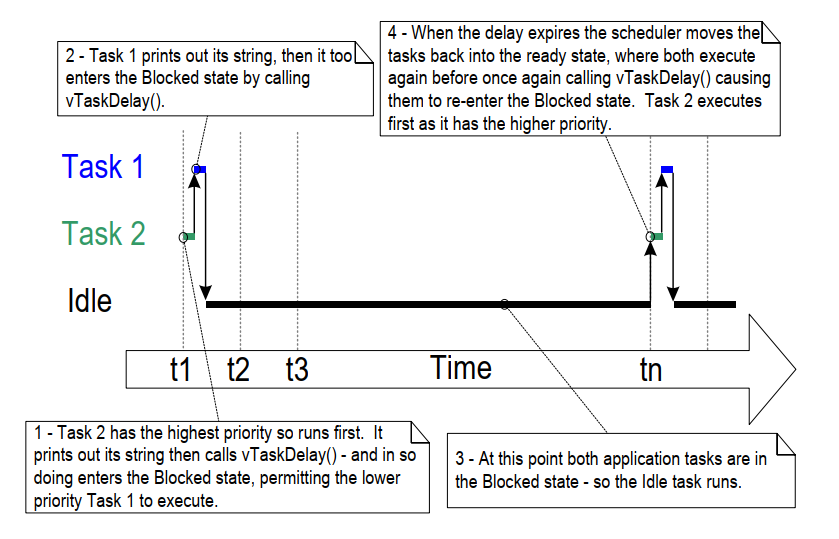 2 - Task 1 prints out its string, then it too
enters the Blocked state by calling
vTaskDelay().
4 - When the delay expires the scheduler moves the
tasks back into the ready state, where both execute
again before once again calling vTaskDelay() causing
them to re-enter the Blocked state.  Task 2 executes
first as it has the higher priority.
Task 1
Task 2
Idle
t1 t2 t3 Time tn
1 - Task 2 has the highest priority so runs first.  It
prints out its string then calls vTaskDelay() - and in so
doing enters the Blocked state, permitting the lower
priority Task 1 to execute.
3 - At this point both application tasks are in
the Blocked state - so the Idle task runs.